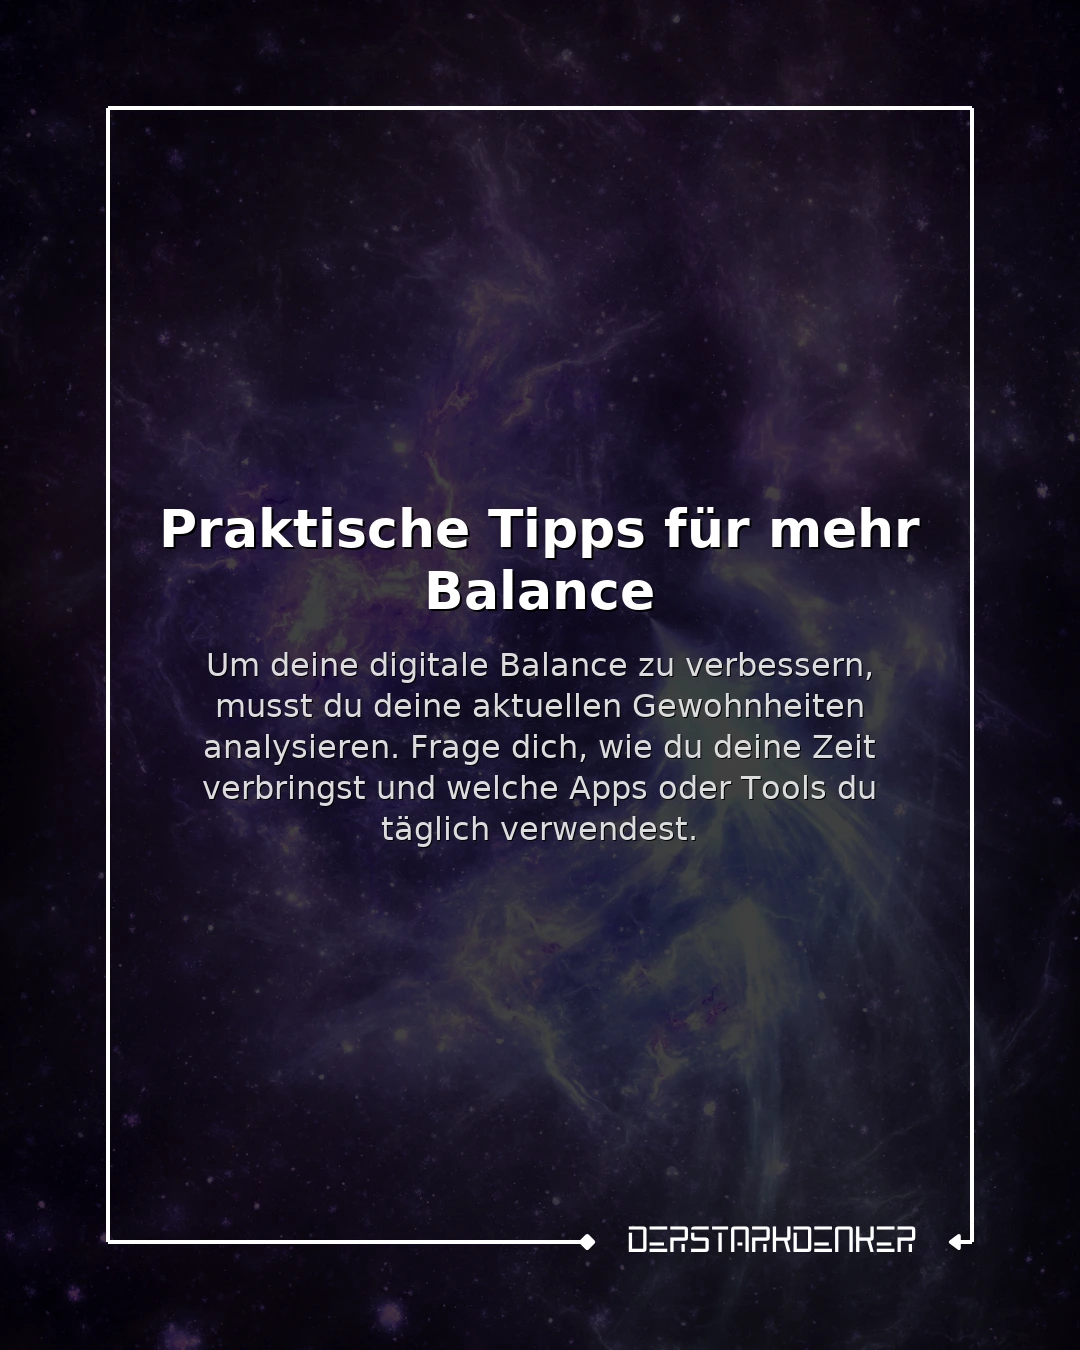 Praktische Tipps für mehr
Balance
Um deine digitale Balance zu verbessern,
musst du deine aktuellen Gewohnheiten
analysieren. Frage dich, wie du deine Zeit
verbringst und welche Apps oder Tools du
täglich verwendest.
DERSTARKDENKER